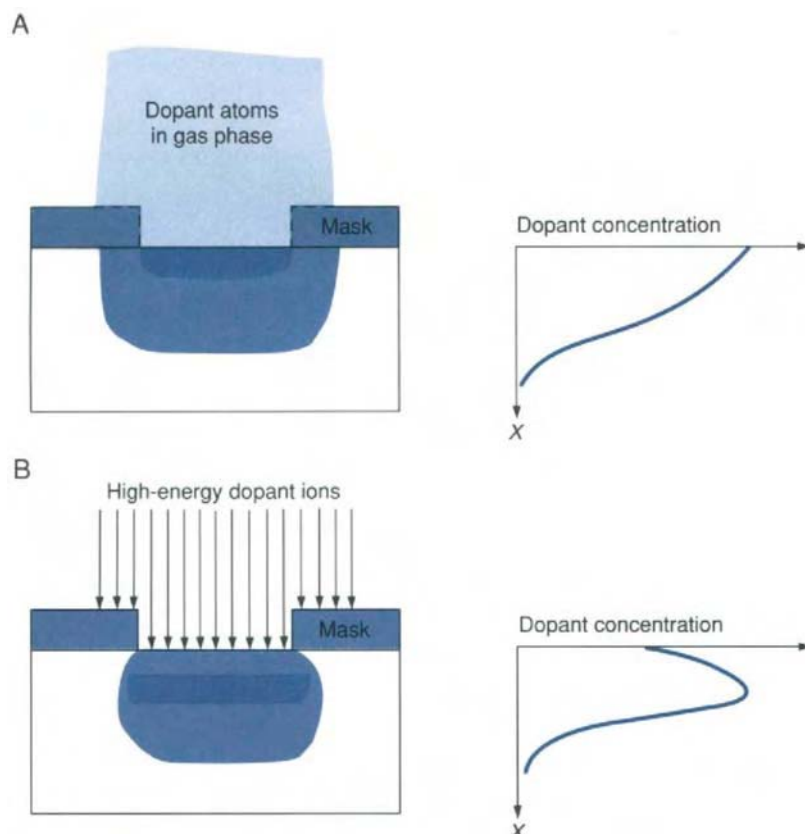 A
Dopant atoms
in gas phase
Mask
Dopant concentration
X
B
High-energy dopant ions
Mask
Dopant concentration
X